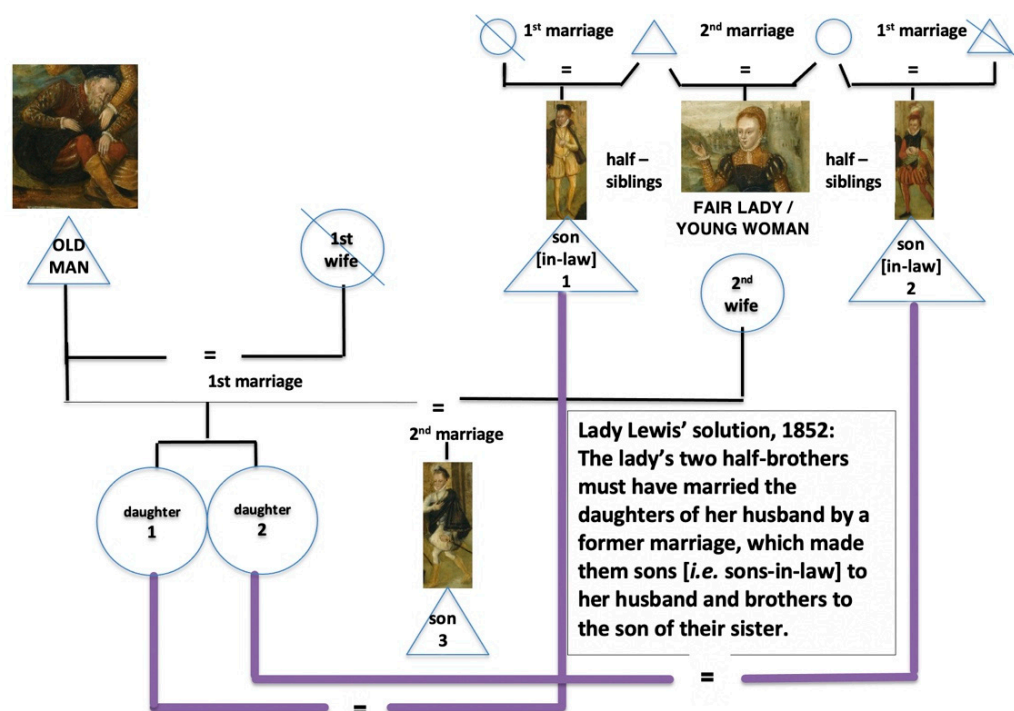 1st marriage
2nd marriage
1st marriage
=
=
=
half –
siblings
half –
siblings
FAIR LADY /
YOUNG WOMAN
OLD
MAN
1st
wife
son
[in-law]
1
2nd
wife
son
[in-law]
2
=
1st marriage
=
2nd marriage
daughter
1
daughter
2
son
3
Lady Lewis’ solution, 1852:
The lady’s two half-brothers
must have married the
daughters of her husband by a
former marriage, which made
them sons [i.e. sons-in-law] to
her husband and brothers to
the son of their sister.
=
=